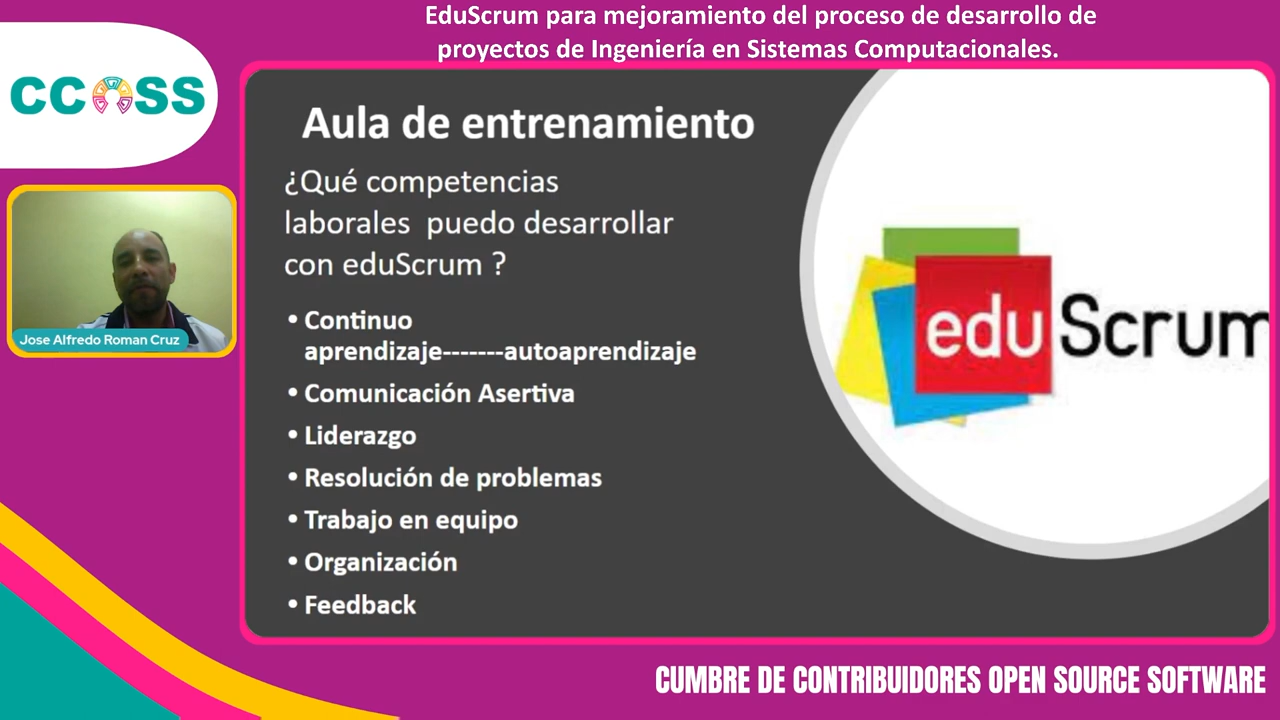 EduScrum para mejoramiento del proceso de desarrollo de
proyectos de Ingeniería en Sistemas Computacionales.
CCOSS
Jose Alfredo Roman Cruz
Aula de entrenamiento
¿Qué competencias
laborales puedo desarrollar
con eduScrum ?
• Continuo
aprendizaje-------autoaprendizaje
• Comunicación Asertiva
• Liderazgo
• Resolución de problemas
• Trabajo en equipo
• Organización
• Feedback
edu Scrum
CUMBRE DE CONTRIBUIDORES OPEN SOURCE SOFTWARE